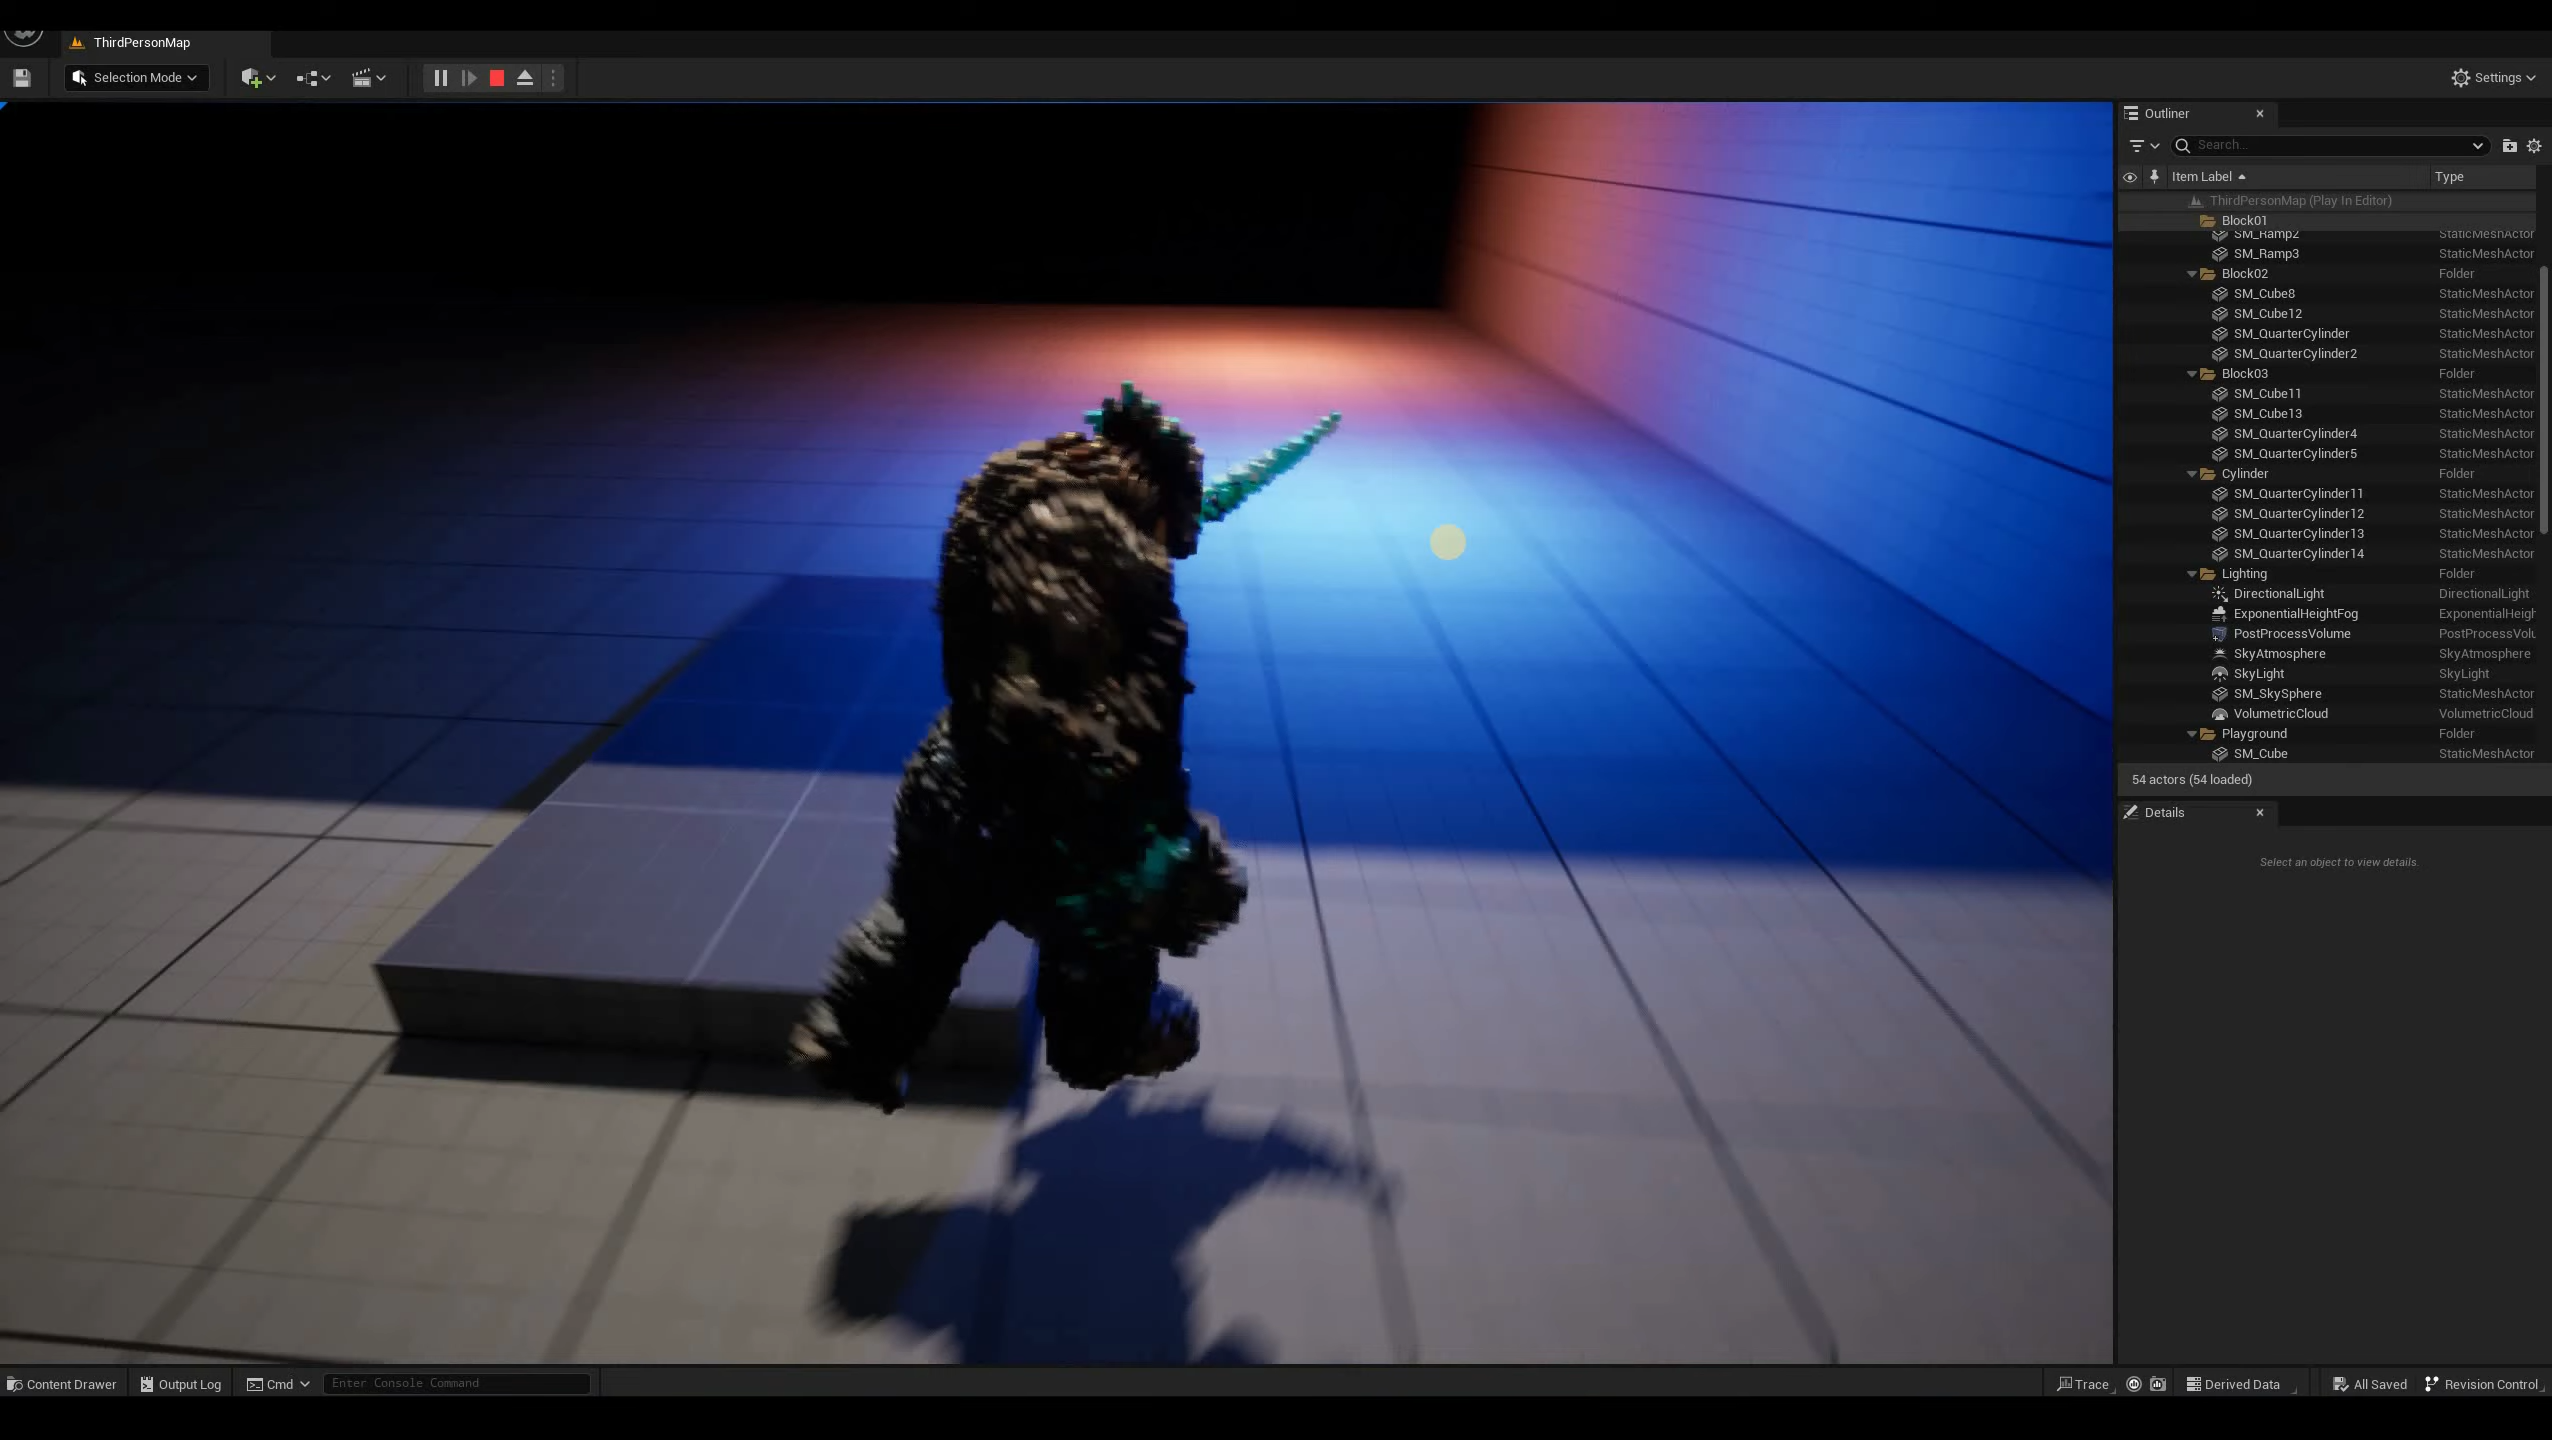 ThirdPersonMap
Selection Mode
Settings
Outliner
Search...
Item Label Type
ThirdPersonMap (Play In Editor)
Block01
SM_Ramp2 StaticMeshActor
SM_Ramp3 StaticMeshActor
Block02 Folder
SM_Cube8 StaticMeshActor
SM_Cube12 StaticMeshActor
SM_QuarterCylinder StaticMeshActor
SM_QuarterCylinder2 StaticMeshActor
Block03 Folder
SM_Cube11 StaticMeshActor
SM_Cube13 StaticMeshActor
SM_QuarterCylinder4 StaticMeshActor
SM_QuarterCylinder5 StaticMeshActor
Cylinder Folder
SM_QuarterCylinder11 StaticMeshActor
SM_QuarterCylinder12 StaticMeshActor
SM_QuarterCylinder13 StaticMeshActor
SM_QuarterCylinder14 StaticMeshActor
Lighting Folder
DirectionalLight DirectionalLight
ExponentialHeightFog ExponentialHeigh
PostProcessVolume PostProcessVolu
SkyAtmosphere SkyAtmosphere
SkyLight SkyLight
SM_SkySphere StaticMeshActor
VolumetricCloud VolumetricCloud
Playground Folder
SM_Cube StaticMeshActor
54 actors (54 loaded)
Details
Select an object to view details.
Content Drawer Output Log Cmd Enter Console Command Trace Derived Data All Saved Revision Control